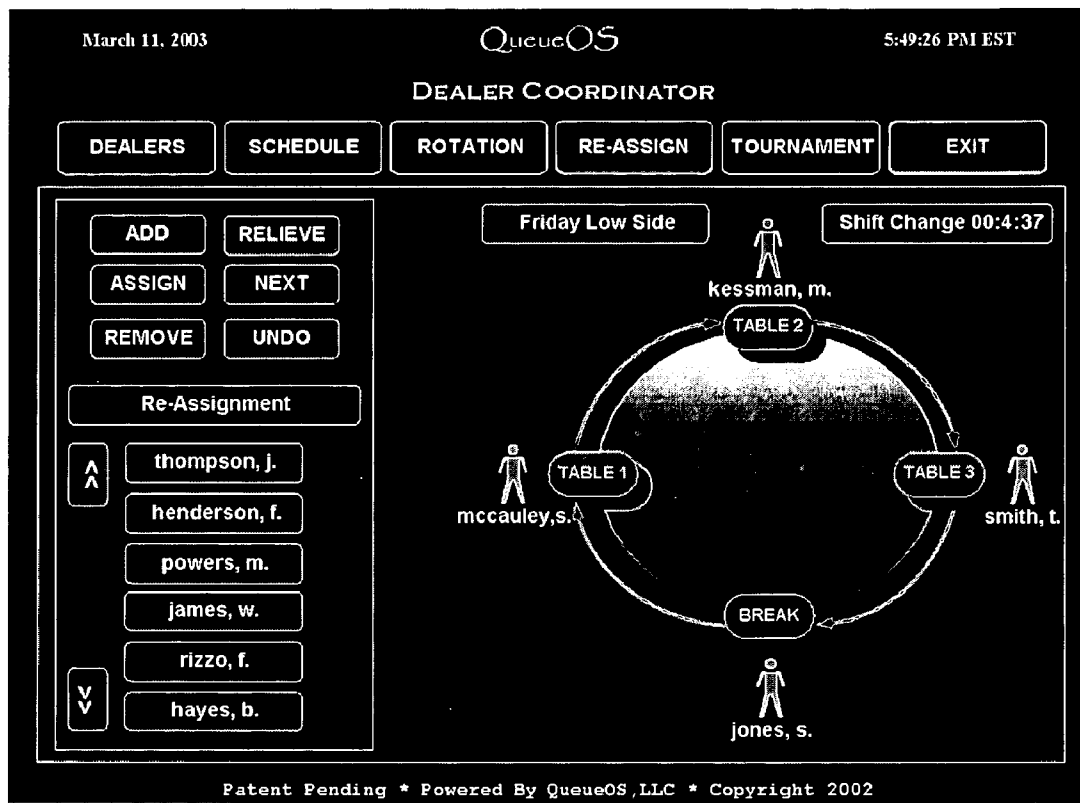 March 11, 2003
QueueOS
5:49:26 PM EST
DEALER COORDINATOR
DEALERS
SCHEDULE
ROTATION
RE-ASSIGN
TOURNAMENT
EXIT
ADD
RELIEVE
ASSIGN
NEXT
REMOVE
UNDO
Re-Assignment
thompson, j.
henderson, f.
powers, m.
james, w.
rizzo, f.
hayes, b.
Friday Low Side
Shift Change 00:4:37
kessman, m.
TABLE 2
TABLE 1
mccauley,s.
TABLE 3
smith, t.
BREAK
jones, s.
Patent Pending * Powered By QueueOS,LLC * Copyright 2002